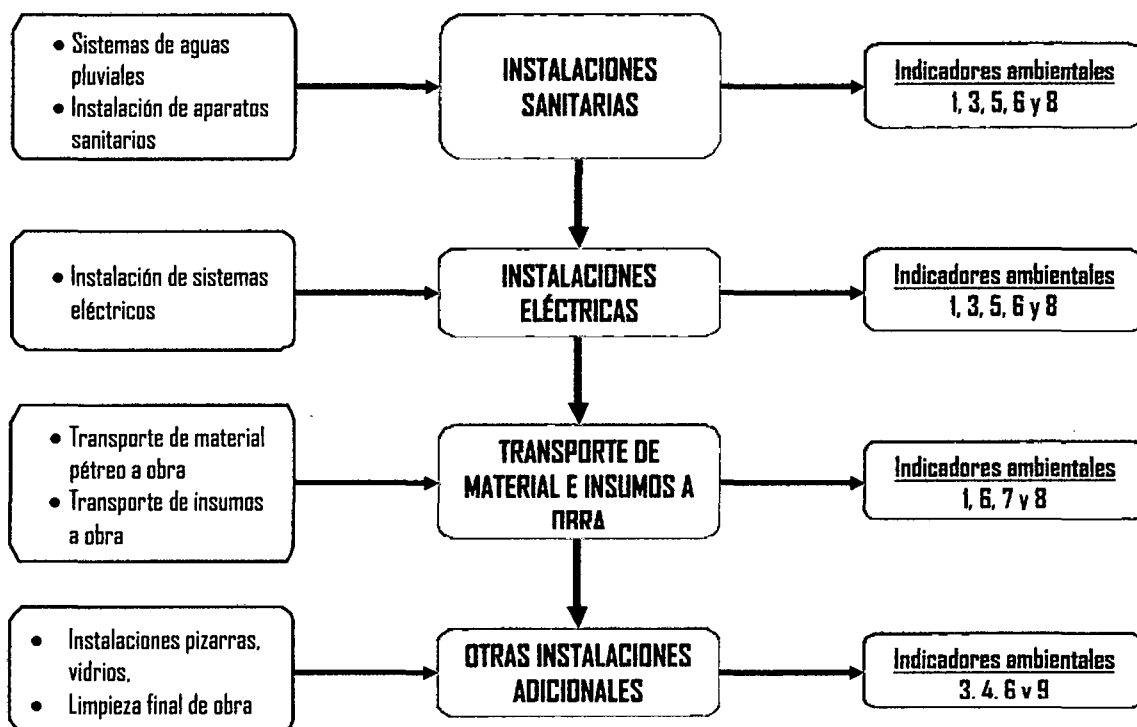 • Sistemas de aguas
pluviales
• Instalación de aparatos
sanitarios
INSTALACIONES
SANITARIAS
Indicadores ambientales
1, 3, 5, 6 y 8
• Instalación de sistemas
eléctricos
INSTALACIONES
ELÉCTRICAS
Indicadores ambientales
1, 3, 5, 6 y 8
• Transporte de material
pétreo a obra
• Transporte de insumos
a obra
TRANSPORTE DE
MATERIAL E INSUMOS A
OBRA
Indicadores ambientales
1, 6, 7 y 8
• Instalaciones pizarras,
vidrios,
• Limpieza final de obra
OTRAS INSTALACIONES
ADICIONALES
Indicadores ambientales
3, 4, 6 y 9